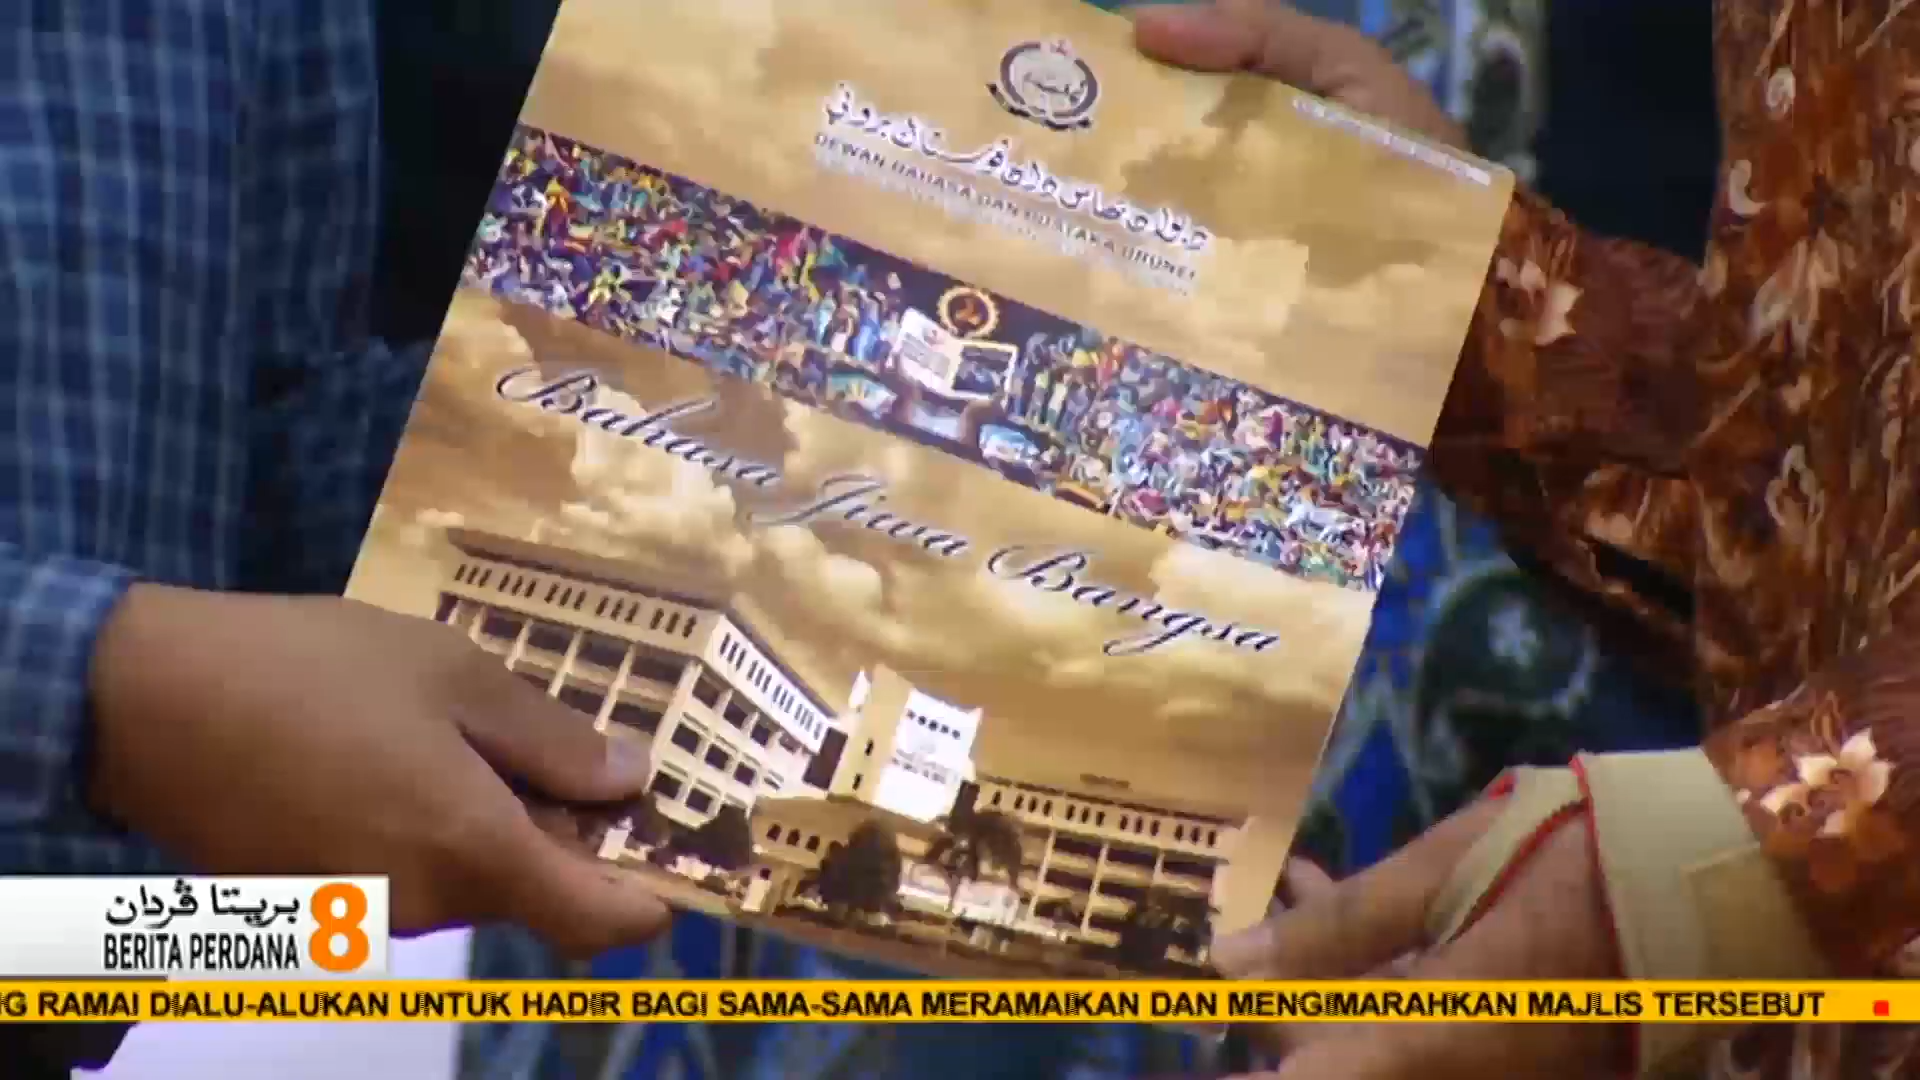 ديوان بهاس دان ڤوستاک بروني
DEWAN BAHASA DAN PUSTAKA BRUNEI
Bahasa Jiwa Bangsa
بريتا ڤردان
8
BERITA PERDANA
NG RAMAI DIALU-ALUKAN UNTUK HADIR BAGI SAMA-SAMA MERAMAIKAN DAN MENGIMARAHKAN MAJLIS TERSEBUT